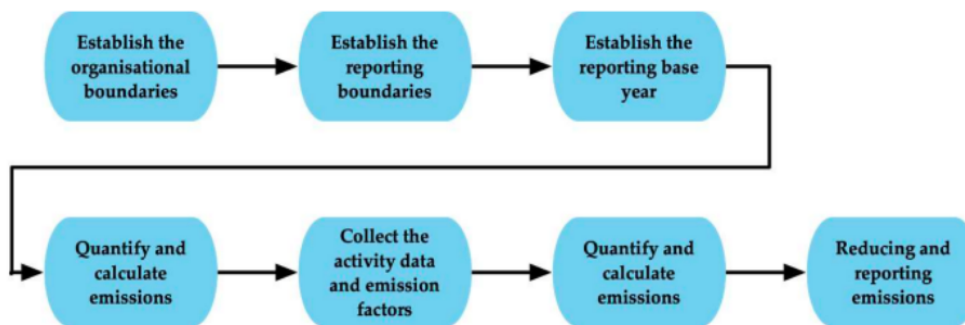 Establish the
organisational
boundaries
Establish the
reporting
boundaries
Establish the
reporting base
year
Quantify and
calculate
emissions
Collect the
activity data
and emission
factors
Quantify and
calculate
emissions
Reducing and
reporting
emissions